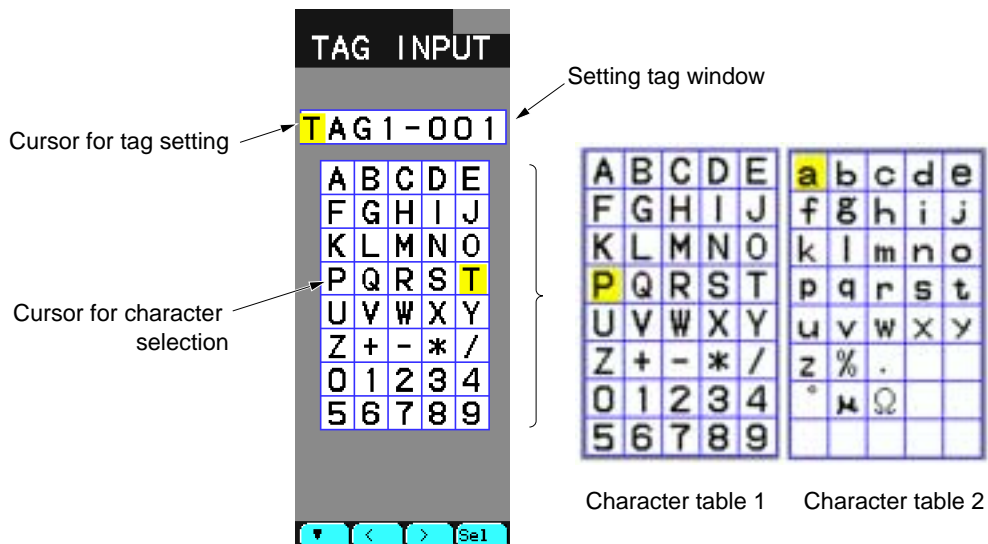 TAG INPUT
Setting tag window
TAG1-001
Cursor for tag setting
A B C D E
F G H I J
K L M N O
P Q R S T
U V W X Y
Z + - * /
0 1 2 3 4
5 6 7 8 9
Cursor for character
selection
▼ < > Sel
A B C D E
F G H I J
K L M N O
P Q R S T
U V W X Y
Z + - * /
0 1 2 3 4
5 6 7 8 9
Character table 1
a b c d e
f g h i j
k l m n o
p q r s t
u v w x y
z % .
° μ Ω
Character table 2